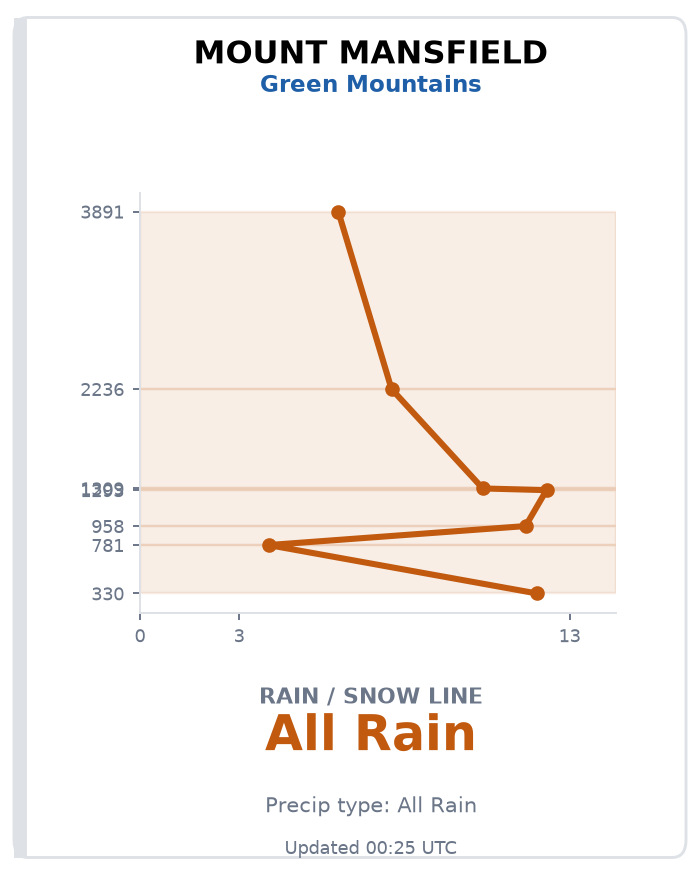 MOUNT MANSFIELD
Green Mountains
3891
2236
958
781
330
0 3 13
RAIN / SNOW LINE
All Rain
Precip type: All Rain
Updated 00:25 UTC